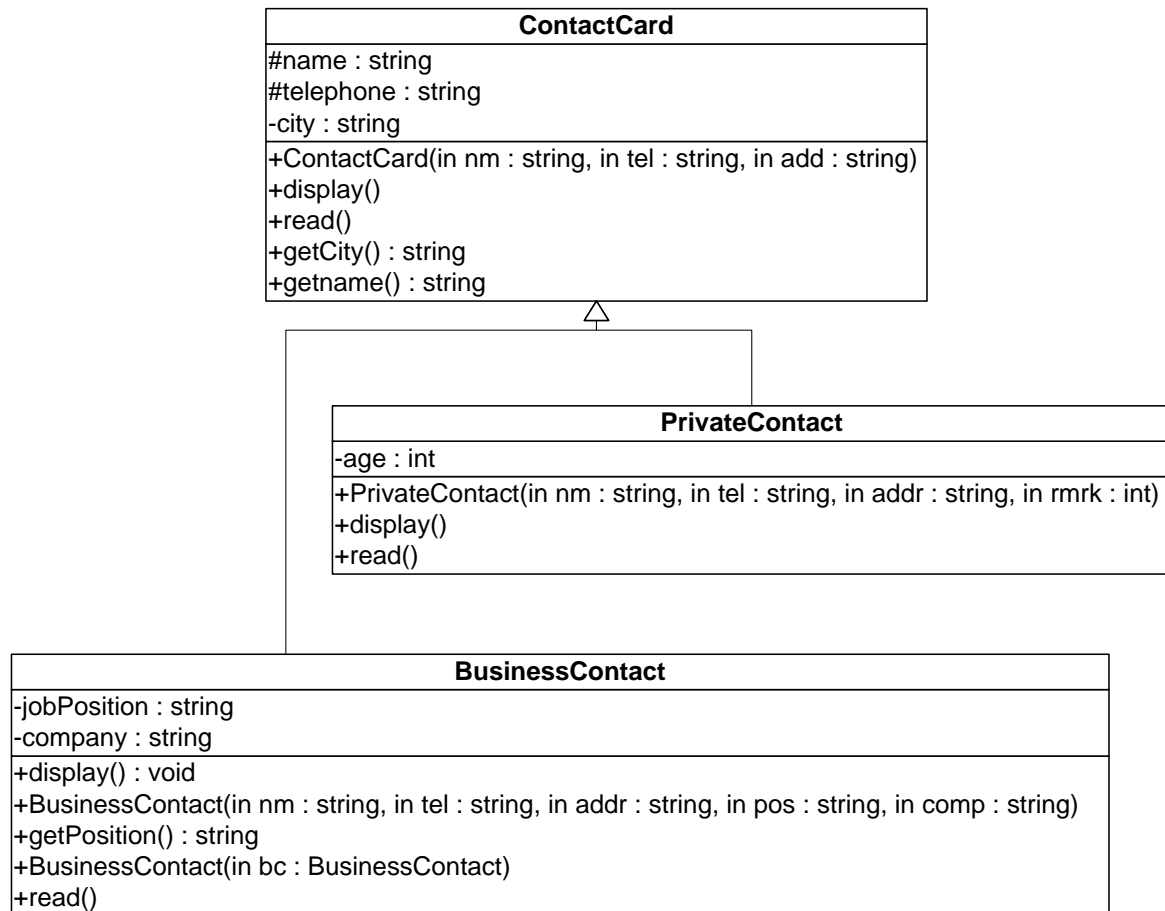 ContactCard
#name : string
#telephone : string
-city : string
+ContactCard(in nm : string, in tel : string, in add : string)
+display()
+read()
+getCity() : string
+getname() : string
PrivateContact
-age : int
+PrivateContact(in nm : string, in tel : string, in addr : string, in rmrk : int)
+display()
+read()
BusinessContact
-jobPosition : string
-company : string
+display() : void
+BusinessContact(in nm : string, in tel : string, in addr : string, in pos : string, in comp : string)
+getPosition() : string
+BusinessContact(in bc : BusinessContact)
+read()